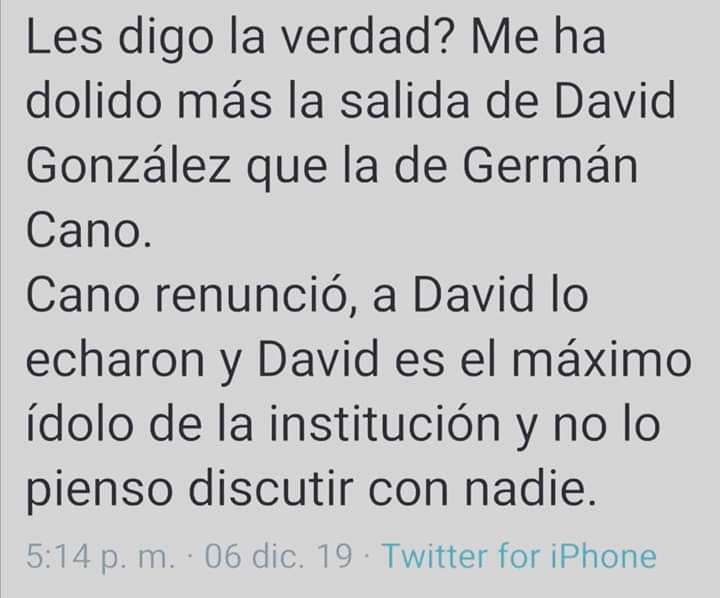 Les digo la verdad? Me ha
dolido más la salida de David
González que la de Germán
Cano.
Cano renunció, a David lo
echaron y David es el máximo
ídolo de la institución y no lo
pienso discutir con nadie.
5:14 p. m. · 06 dic. 19 · Twitter for iPhone